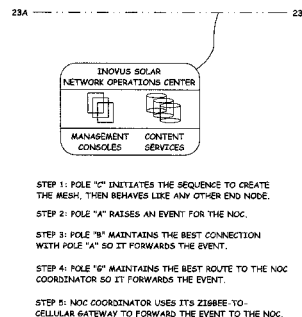 23A 23
INOVUS SOLAR
NETWORK OPERATIONS CENTER
MANAGEMENT CONTENT
CONSOLES SERVICES
STEP 1: POLE "C" INITIATES THE SEQUENCE TO CREATE
THE MESH, THEN BEHAVES LIKE ANY OTHER END NODE.
STEP 2: POLE "A" RAISES AN EVENT FOR THE NOC.
STEP 3: POLE "B" MAINTAINS THE BEST CONNECTION
WITH POLE "A" SO IT FORWARDS THE EVENT.
STEP 4: POLE "G" MAINTAINS THE BEST ROUTE TO THE NOC
COORDINATOR SO IT FORWARDS THE EVENT.
STEP 5: NOC COORDINATOR USES ITS ZIGBEE-TO-
CELLULAR GATEWAY TO FORWARD THE EVENT TO THE NOC.